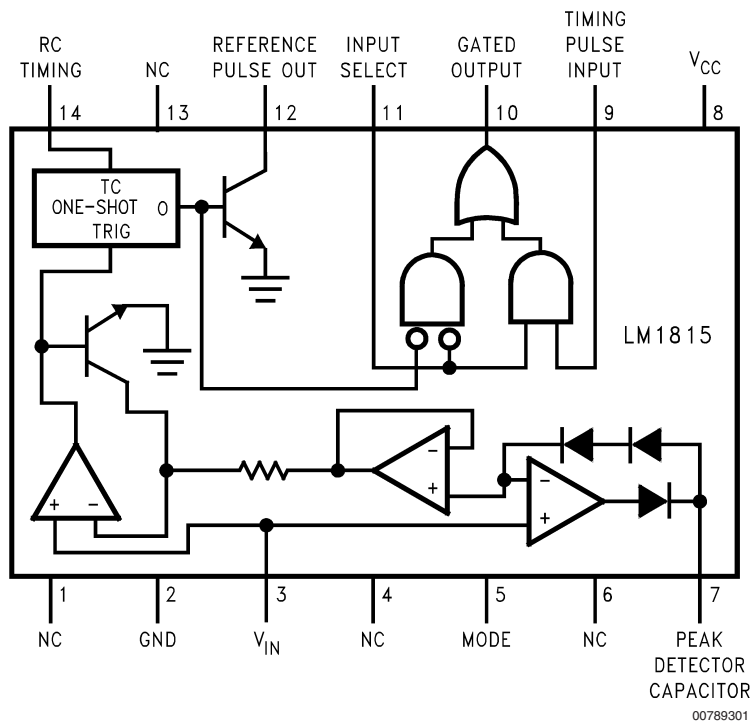 RC TIMING
NC
REFERENCE PULSE OUT
INPUT SELECT
GATED OUTPUT
TIMING PULSE INPUT
VCC
14
13
12
11
10
9
8
TC
ONE-SHOT O
TRIG
LM1815
-
+
+ -
-
+
1
2
3
4
5
6
7
NC
GND
VIN
NC
MODE
NC
PEAK DETECTOR CAPACITOR
00789301